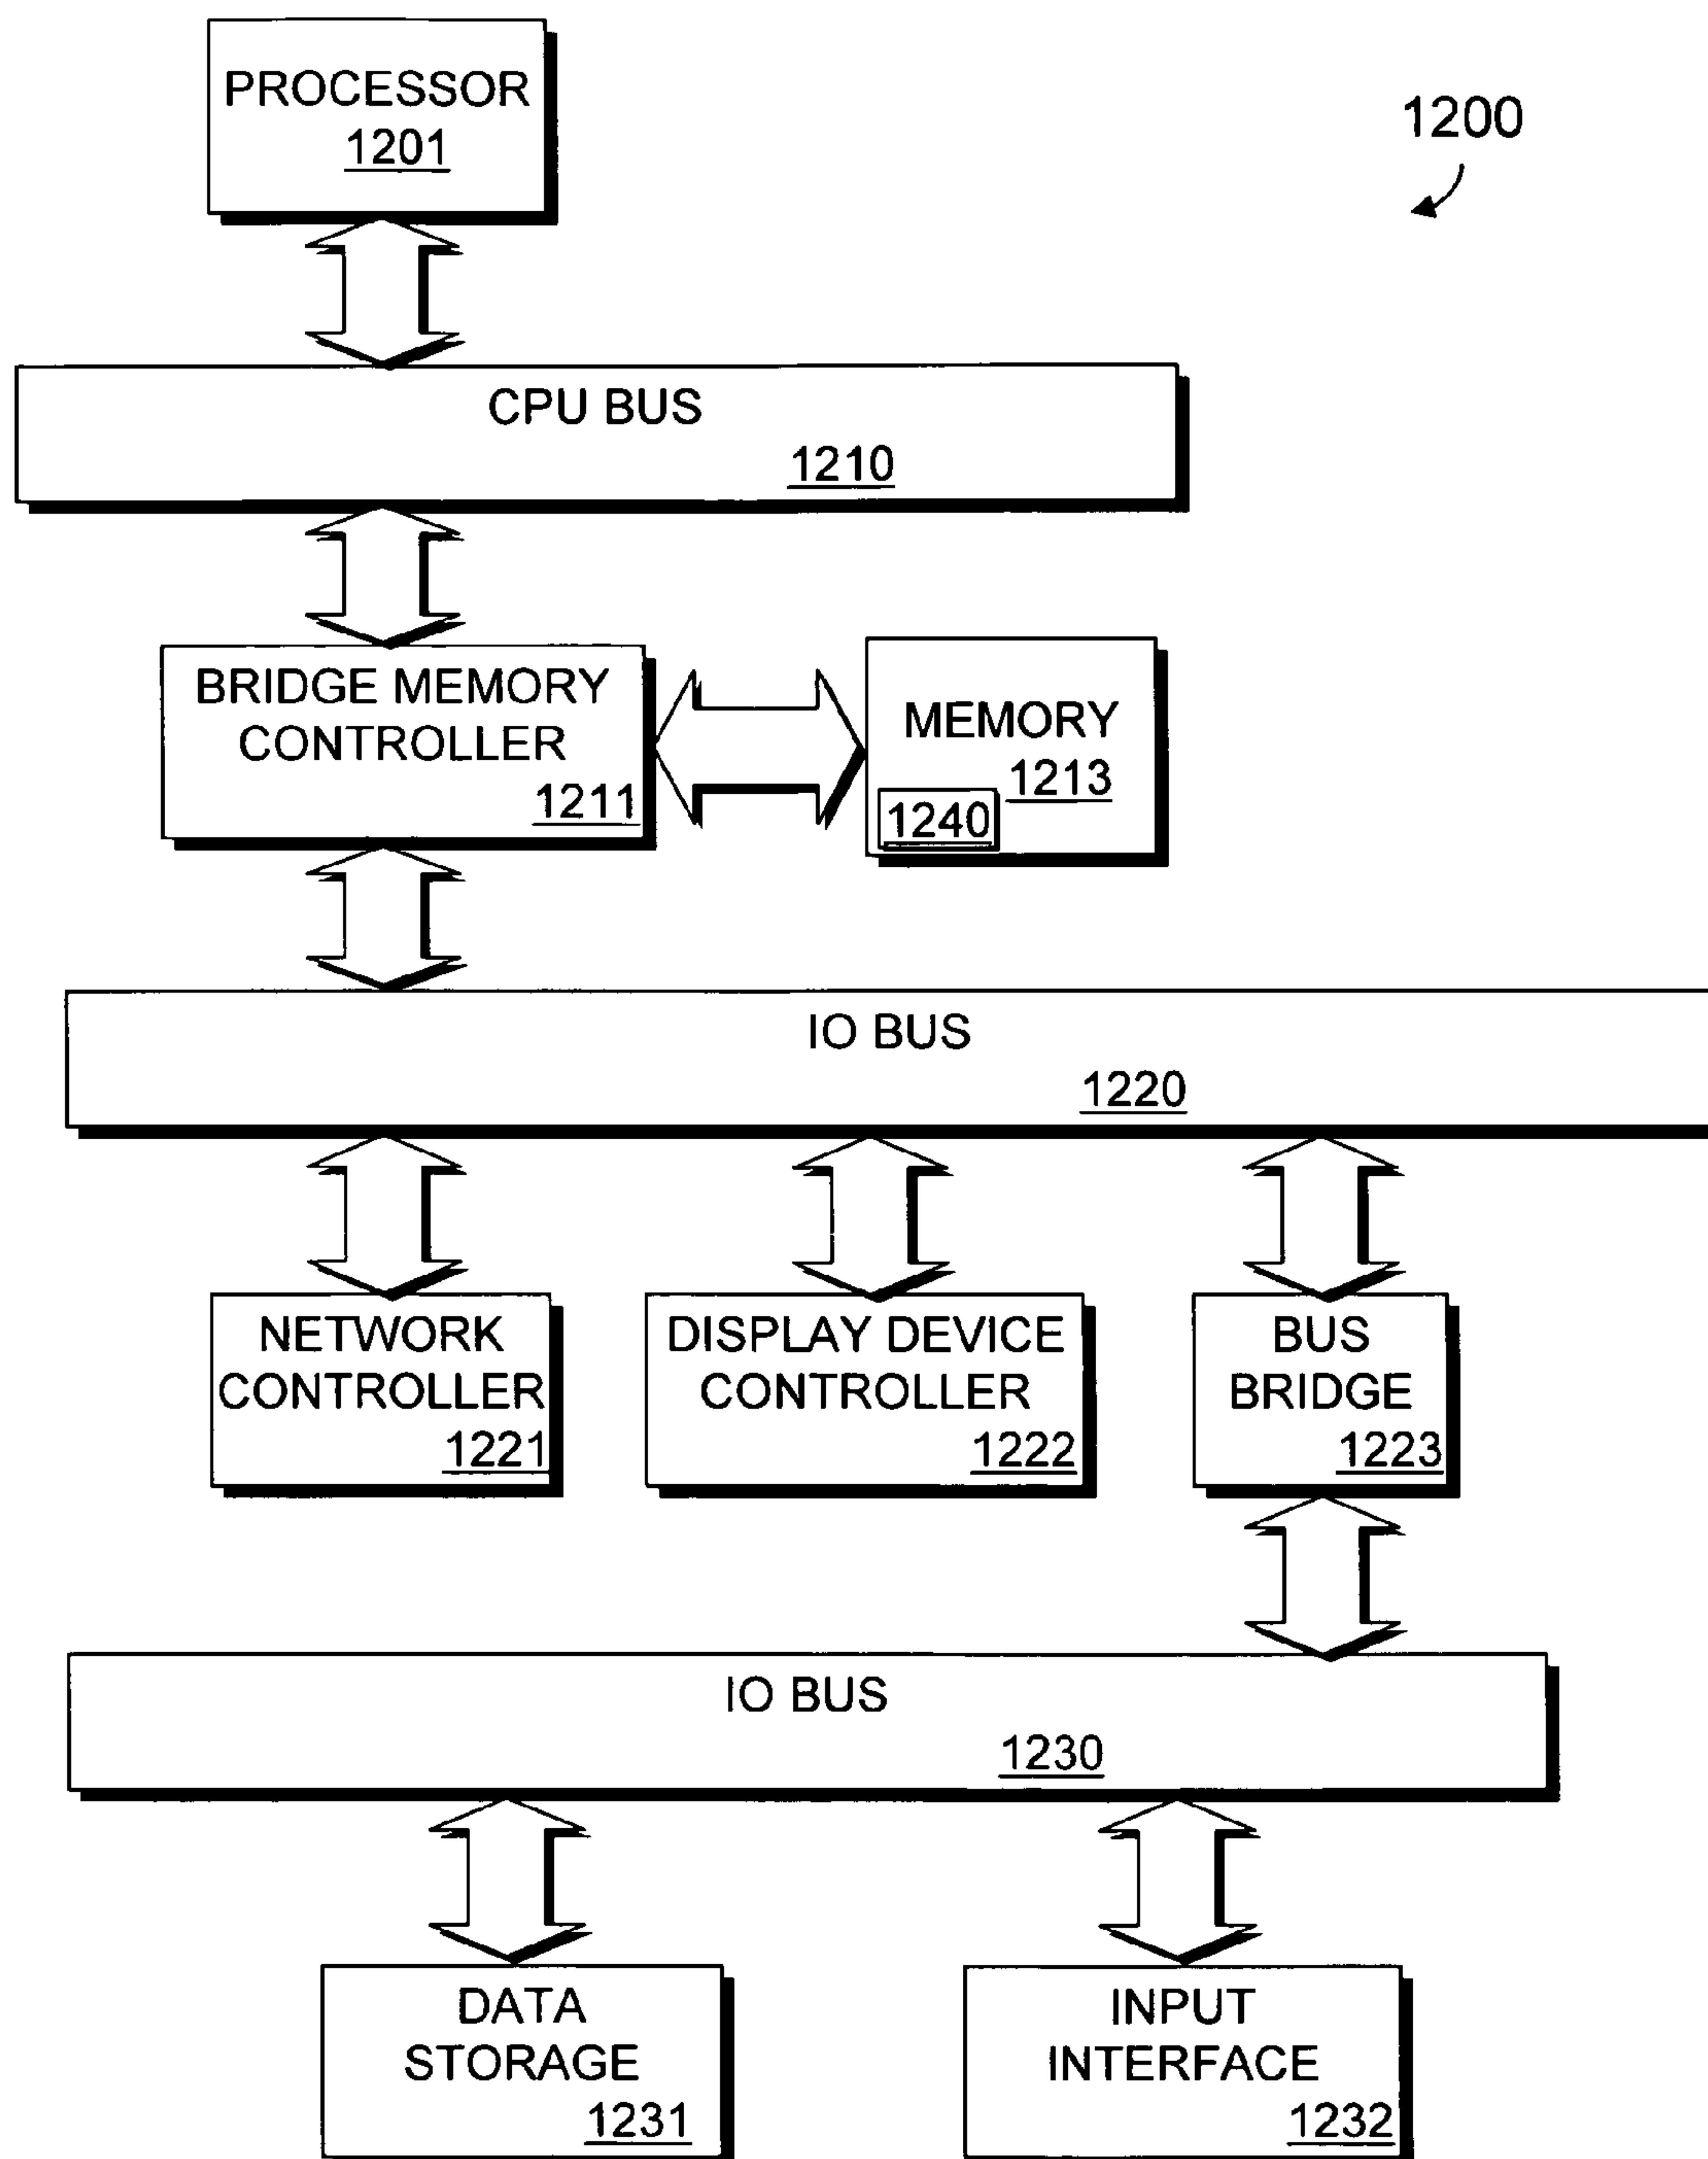 PROCESSOR
1201
1200
CPU BUS
1210
BRIDGE MEMORY
CONTROLLER
1211
MEMORY
1213
1240
IO BUS
1220
NETWORK
CONTROLLER
1221
DISPLAY DEVICE
CONTROLLER
1222
BUS
BRIDGE
1223
IO BUS
1230
DATA
STORAGE
1231
INPUT
INTERFACE
1232